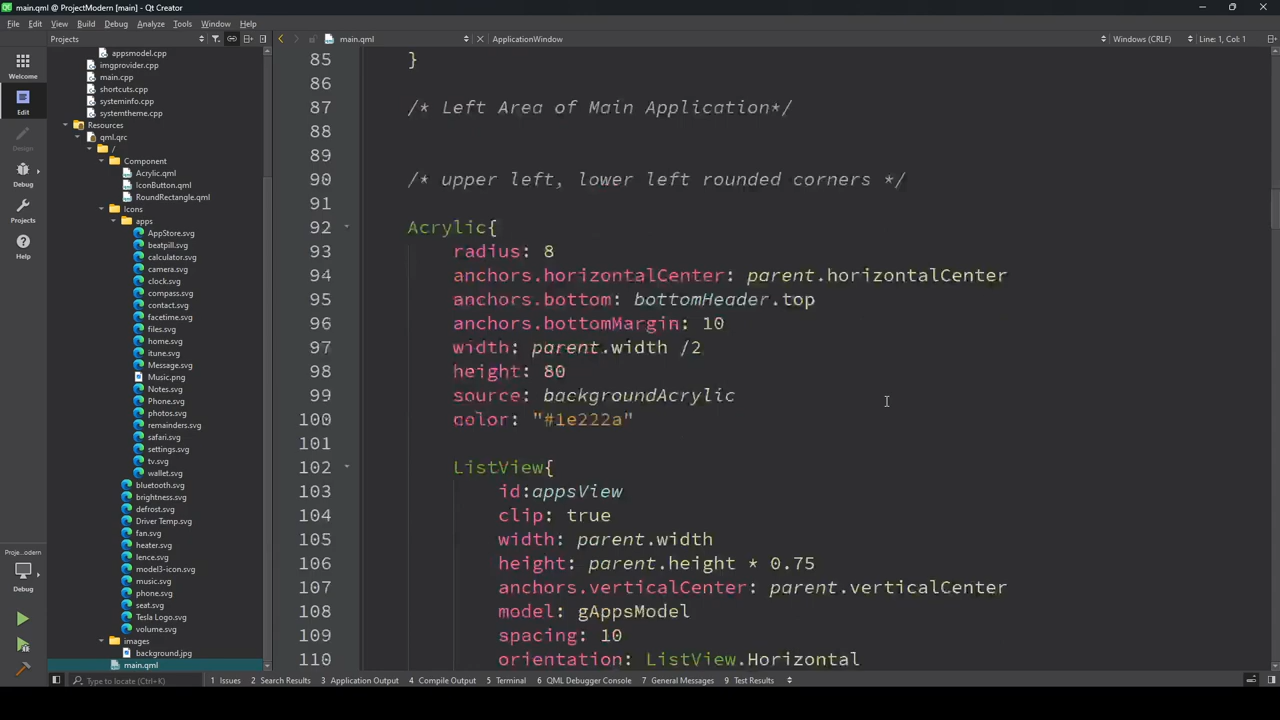 main.qml @ ProjectModern [main] - Qt Creator
File Edit View Build Debug Analyze Tools Window Help
Projects
main.qml
ApplicationWindow
Windows (CRLF)
Line: 1, Col: 1
Welcome
Edit
Design
Debug
Projects
Help
Proje...odern
Debug
appsmodel.cpp
imgprovider.cpp
main.cpp
shortcuts.cpp
systeminfo.cpp
systemtheme.cpp
Resources
qml.qrc
/
Component
Acrylic.qml
IconButton.qml
RoundRectangle.qml
Icons
apps
AppStore.svg
beatpill.svg
calculator.svg
camera.svg
clock.svg
compass.svg
contact.svg
facetime.svg
files.svg
home.svg
itune.svg
Message.svg
Music.png
Notes.svg
Phone.svg
photos.svg
remainders.svg
safari.svg
settings.svg
tv.svg
wallet.svg
bluetooth.svg
brightness.svg
defrost.svg
Driver Temp.svg
fan.svg
heater.svg
lence.svg
model3-icon.svg
music.svg
phone.svg
seat.svg
Tesla Logo.svg
volume.svg
images
background.jpg
main.qml
85 }
86
87 /* Left Area of Main Application*/
88
89
90 /* upper left, lower left rounded corners */
91
92 Acrylic{
93 radius: 8
94 anchors.horizontalCenter: parent.horizontalCenter
95 anchors.bottom: bottomHeader.top
96 anchors.bottomMargin: 10
97 width: parent.width /2
98 height: 80
99 source: backgroundAcrylic
100 color: "#1e222a"
101
102 ListView{
103 id:appsView
104 clip: true
105 width: parent.width
106 height: parent.height * 0.75
107 anchors.verticalCenter: parent.verticalCenter
108 model: gAppsModel
109 spacing: 10
110 orientation: ListView.Horizontal
Type to locate (Ctrl+K)
1 Issues
2 Search Results
3 Application Output
4 Compile Output
5 Terminal
6 QML Debugger Console
7 General Messages
9 Test Results